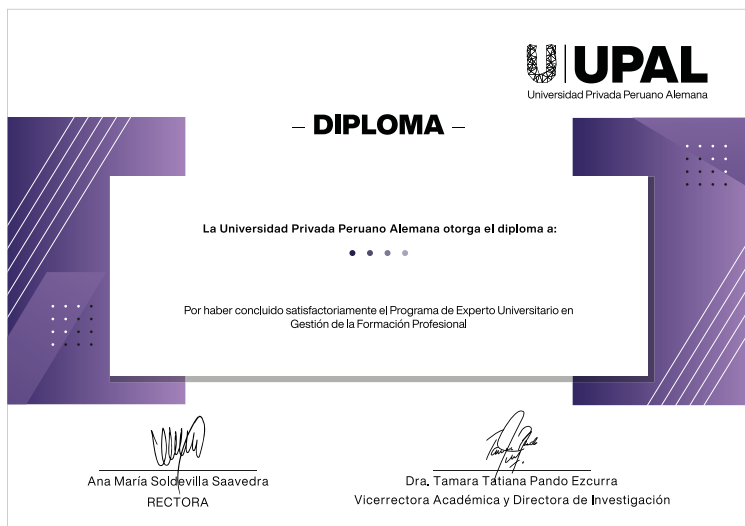 UPAL
Universidad Privada Peruano Alemana
– DIPLOMA –
La Universidad Privada Peruano Alemana otorga el diploma a:
Por haber concluido satisfactoriamente el Programa de Experto Universitario en
Gestión de la Formación Profesional
Ana María Soldevilla Saavedra
RECTORA
Dra. Tamara Tatiana Pando Ezcurra
Vicerrectora Académica y Directora de Investigación